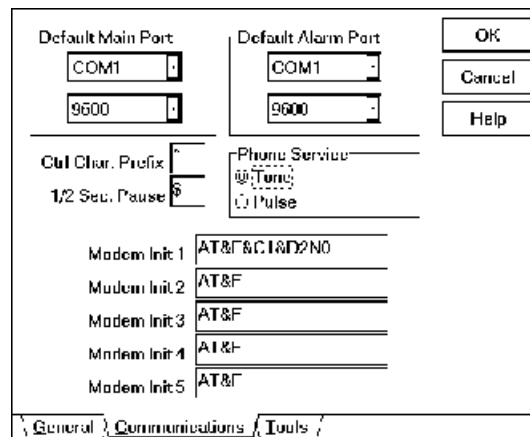 Default Main Port
COM1
9600
Default Alarm Port
COM1
9600
OK
Cancel
Help
Ctrl Char. Prefix ^
1/2 Sec. Pause $
Phone Service
Tone
Pulse
Modem Init 1 AT&F&C1&D2N0
Modem Init 2 AT&F
Modem Init 3 AT&F
Modem Init 4 AT&F
Modem Init 5 AT&F
General Communications Tools